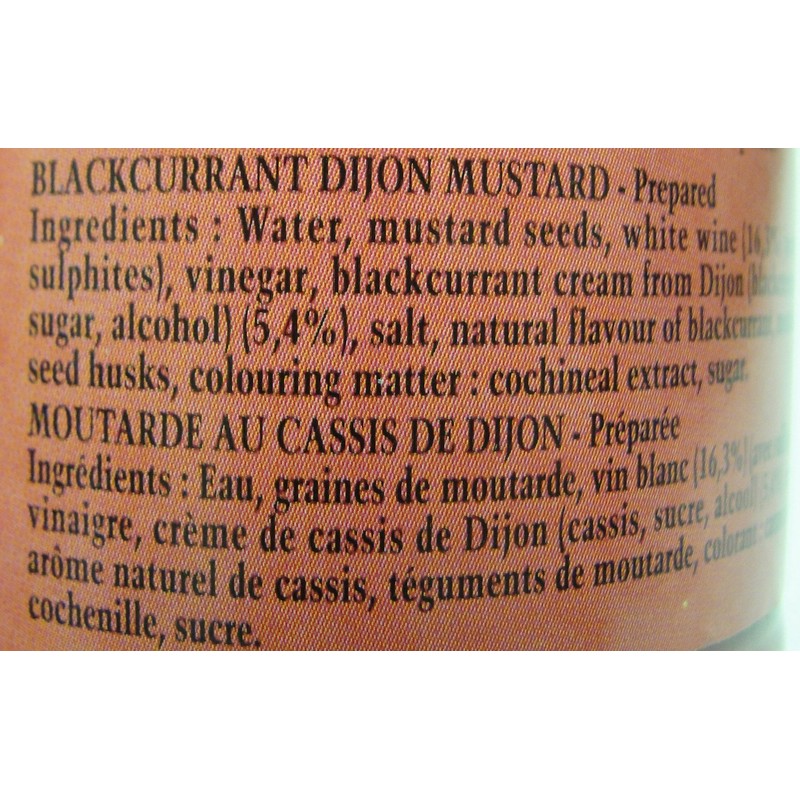 BLACKCURRANT DIJON MUSTARD - Prepared
Ingredients : Water, mustard seeds, white wine (16,3%
sulphites), vinegar, blackcurrant cream from Dijon
sugar, alcohol) (5,4%), salt, natural flavour of blackcurrant,
seed husks, colouring matter : cochineal extract, sugar.
MOUTARDE AU CASSIS DE DIJON - Préparée
Ingrédients : Eau, graines de moutarde, vin blanc (16,3%)
vinaigre, crème de cassis de Dijon (cassis, sucre, alcool)
arôme naturel de cassis, téguments de moutarde, colorant :
cochenille, sucre.